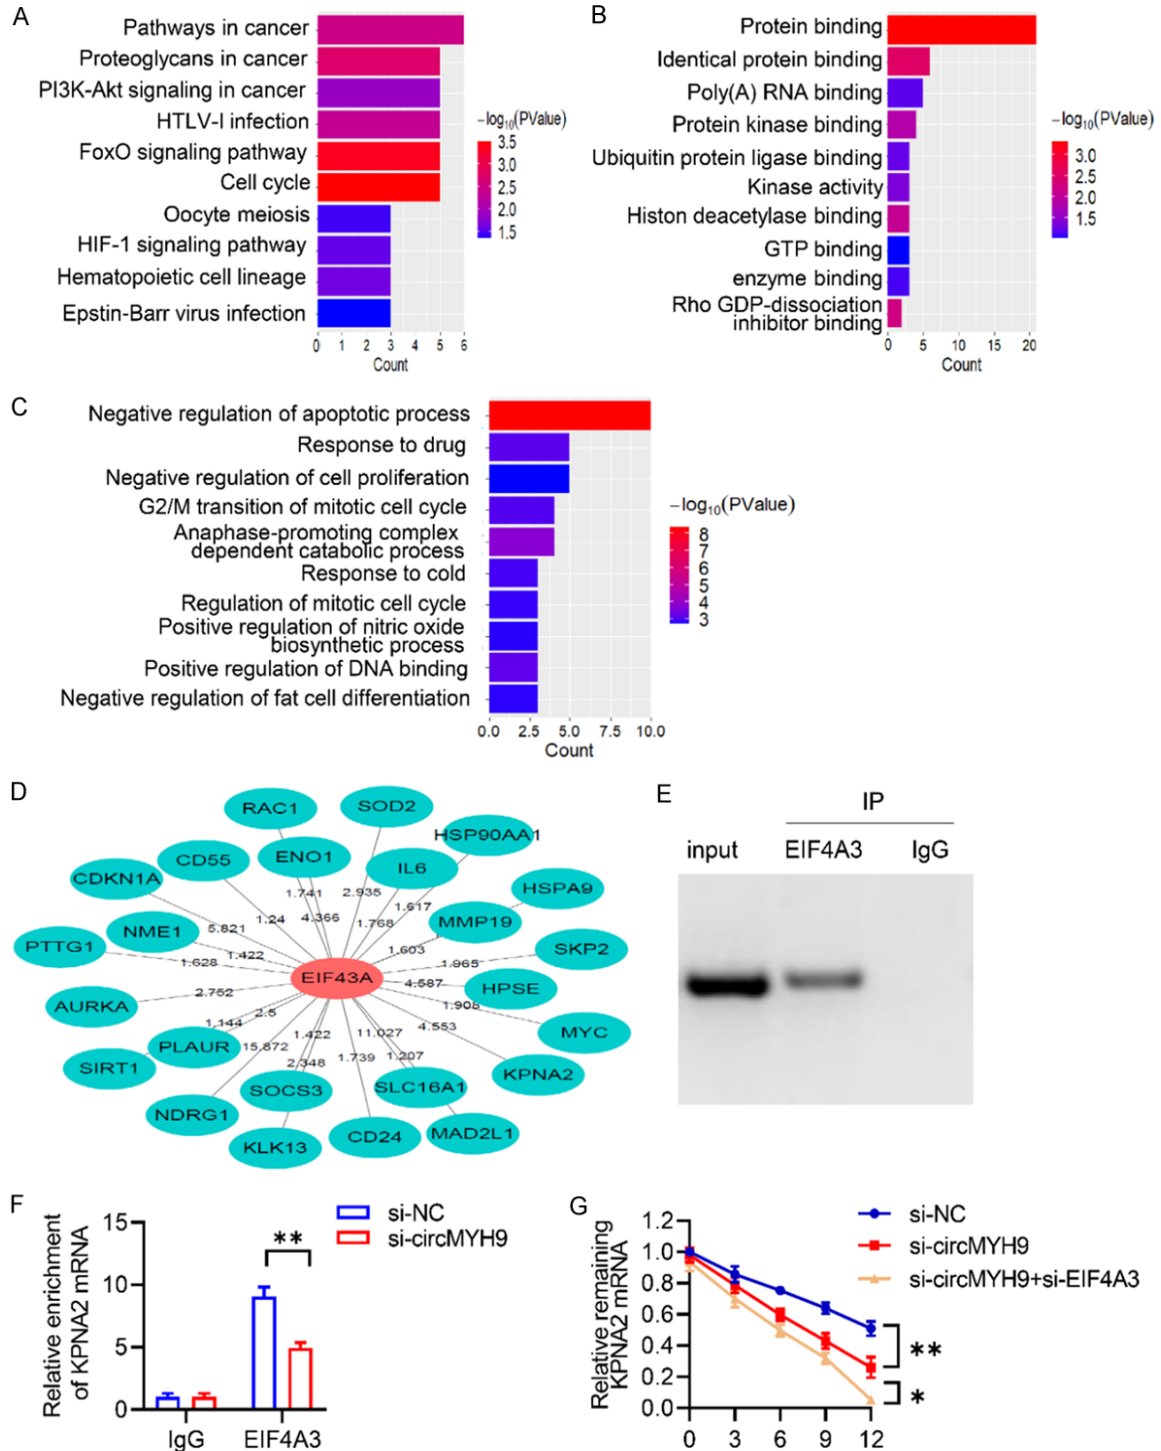 A
Pathways in cancer
Proteoglycans in cancer
PI3K-Akt signaling in cancer
HTLV-I infection
FoxO signaling pathway
Cell cycle
Oocyte meiosis
HIF-1 signaling pathway
Hematopoietic cell lineage
Epstin-Barr virus infection
0 1 2 3 4 5 6
Count
−log10(PValue)
3.5
3.0
2.5
2.0
1.5
B
Protein binding
Identical protein binding
Poly(A) RNA binding
Protein kinase binding
Ubiquitin protein ligase binding
Kinase activity
Histon deacetylase binding
GTP binding
enzyme binding
Rho GDP-dissociation
inhibitor binding
0 5 10 15 20
Count
−log10(PValue)
3.0
2.5
2.0
1.5
C
Negative regulation of apoptotic process
Response to drug
Negative regulation of cell proliferation
G2/M transition of mitotic cell cycle
Anaphase-promoting complex
dependent catabolic process
Response to cold
Regulation of mitotic cell cycle
Positive regulation of nitric oxide
biosynthetic process
Positive regulation of DNA binding
Negative regulation of fat cell differentiation
0.0 2.5 5.0 7.5 10.0
Count
−log10(PValue)
8
7
6
5
4
3
D
RAC1 SOD2
HSP90AA1
CD55 ENO1 IL6
CDKN1A HSPA9
1.741 2.935
1.617
1.24 4.366 1.768
MMP19
5.821
NME1
PTTG1 SKP2
1.422 1.603
1.628 1.965
EIF43A
4.587 HPSE
2.752
AURKA 1.908
2.5
1.144 4.553 MYC
15.872 1.422 11.027
PLAUR
2.348 1.739 1.207
SIRT1 KPNA2
SOCS3 SLC16A1
NDRG1
KLK13 CD24 MAD2L1
E
IP
input EIF4A3 IgG
F
Relative enrichment
of KPNA2 mRNA
15
10
5
0
**
IgG EIF4A3
si-NC
si-circMYH9
G
Relative remaining
KPNA2 mRNA
1.2
1.0
0.8
0.6
0.4
0.2
0.0
0 3 6 9 12
**
*
si-NC
si-circMYH9
si-circMYH9+si-EIF4A3